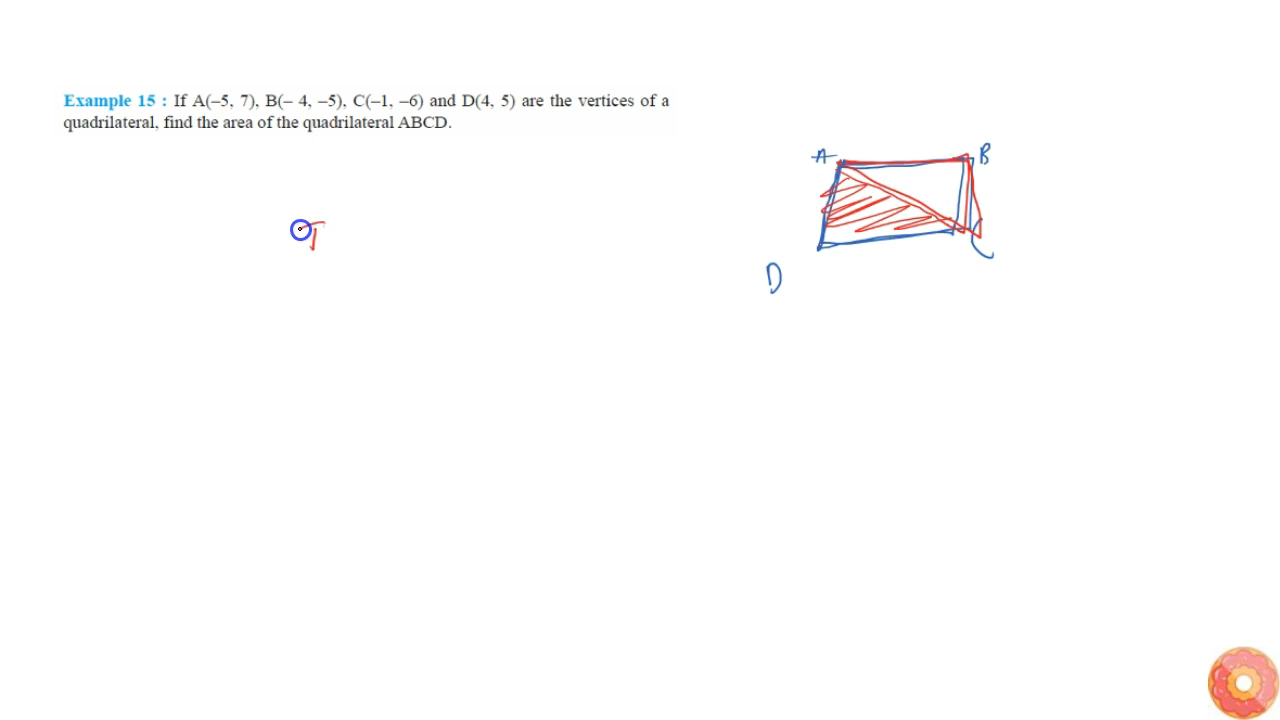 Example 15 : If A(–5, 7), B(– 4, –5), C(–1, –6) and D(4, 5) are the vertices of a
quadrilateral, find the area of the quadrilateral ABCD.
A
B
C
D